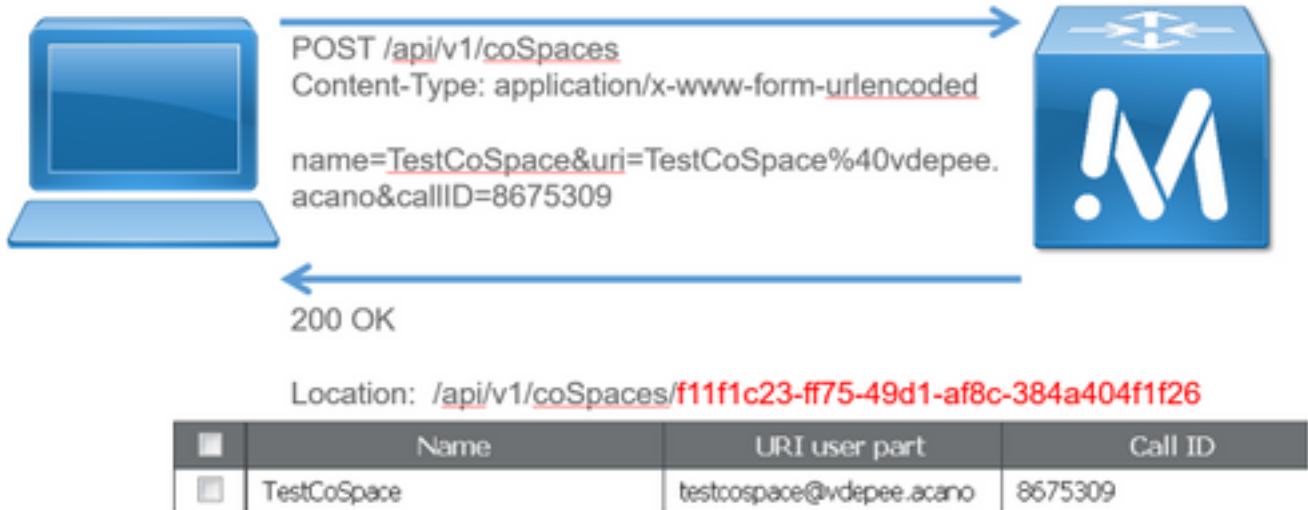 POST /api/v1/coSpaces
Content-Type: application/x-www-form-urlencoded
name=TestCoSpace&uri=TestCoSpace%40vdepee.
acano&callID=8675309
200 OK
Location: /api/v1/coSpaces/f11f1c23-ff75-49d1-af8c-384a404f1f26
Name URI user part Call ID
TestCoSpace testcospace@vdepee.acano 8675309